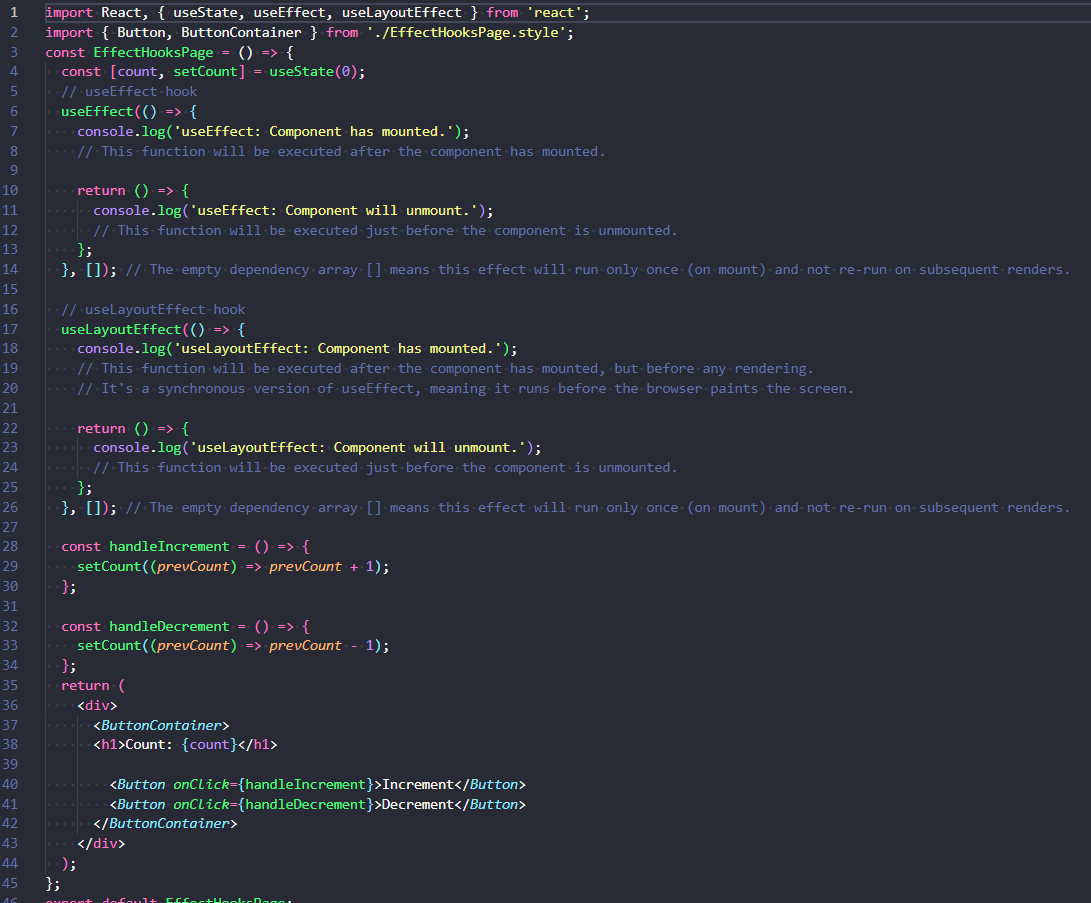 1 import React, { useState, useEffect, useLayoutEffect } from 'react';
2 import { Button, ButtonContainer } from './EffectHooksPage.style';
3 const EffectHooksPage = () => {
4   const [count, setCount] = useState(0);
5   // useEffect hook
6   useEffect(() => {
7     console.log('useEffect: Component has mounted.');
8     // This function will be executed after the component has mounted.
9
10     return () => {
11       console.log('useEffect: Component will unmount.');
12       // This function will be executed just before the component is unmounted.
13     };
14   }, []); // The empty dependency array [] means this effect will run only once (on mount) and not re-run on subsequent renders.
15
16   // useLayoutEffect hook
17   useLayoutEffect(() => {
18     console.log('useLayoutEffect: Component has mounted.');
19     // This function will be executed after the component has mounted, but before any rendering.
20     // It's a synchronous version of useEffect, meaning it runs before the browser paints the screen.
21
22     return () => {
23       console.log('useLayoutEffect: Component will unmount.');
24       // This function will be executed just before the component is unmounted.
25     };
26   }, []); // The empty dependency array [] means this effect will run only once (on mount) and not re-run on subsequent renders.
27
28   const handleIncrement = () => {
29     setCount((prevCount) => prevCount + 1);
30   };
31
32   const handleDecrement = () => {
33     setCount((prevCount) => prevCount - 1);
34   };
35   return (
36     <div>
37       <ButtonContainer>
38       <h1>Count: {count}</h1>
39
40         <Button onClick={handleIncrement}>Increment</Button>
41         <Button onClick={handleDecrement}>Decrement</Button>
42       </ButtonContainer>
43     </div>
44   );
45 };
46 export default EffectHooksPage;